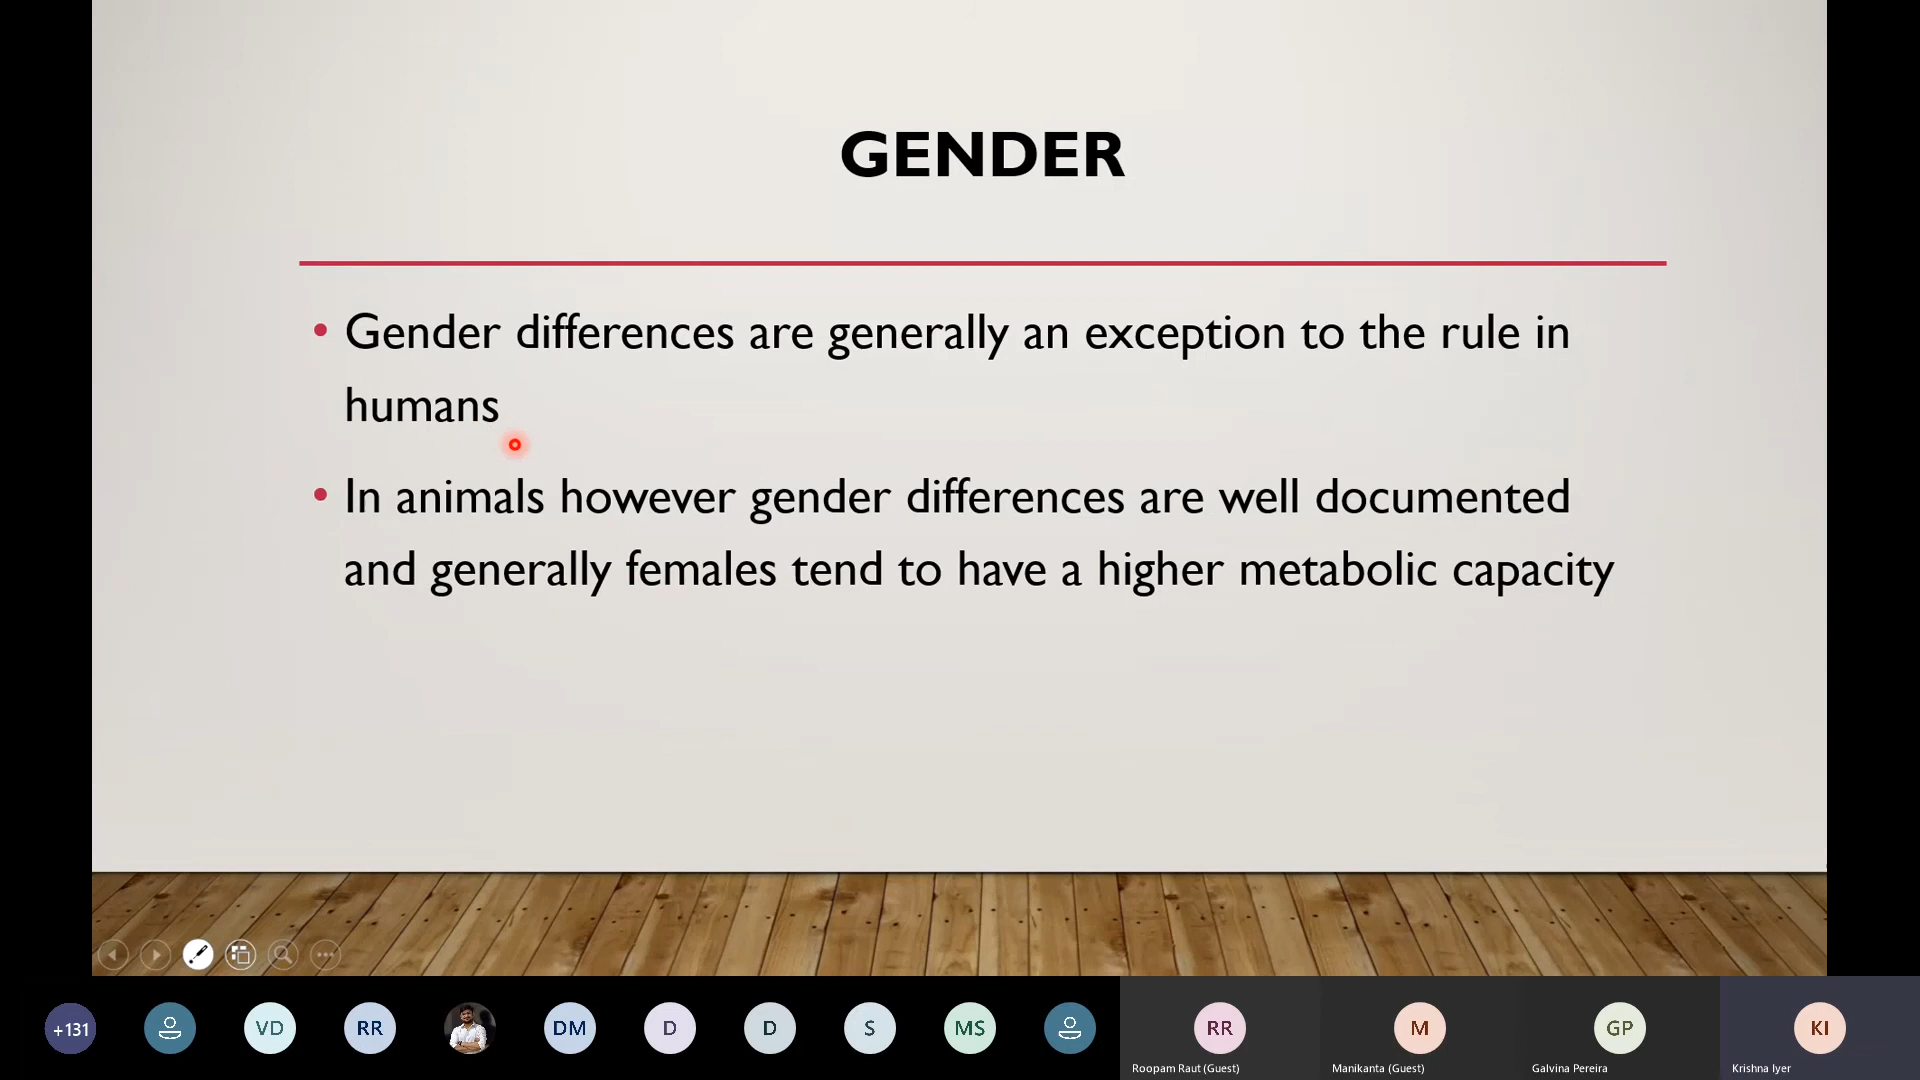 GENDER
• Gender differences are generally an exception to the rule in
humans
• In animals however gender differences are well documented
and generally females tend to have a higher metabolic capacity
+131
VD
RR
DM
D
D
S
MS
RR
M
GP
KI
Roopam Raut (Guest)
Manikanta (Guest)
Galvina Pereira
Krishna Iyer